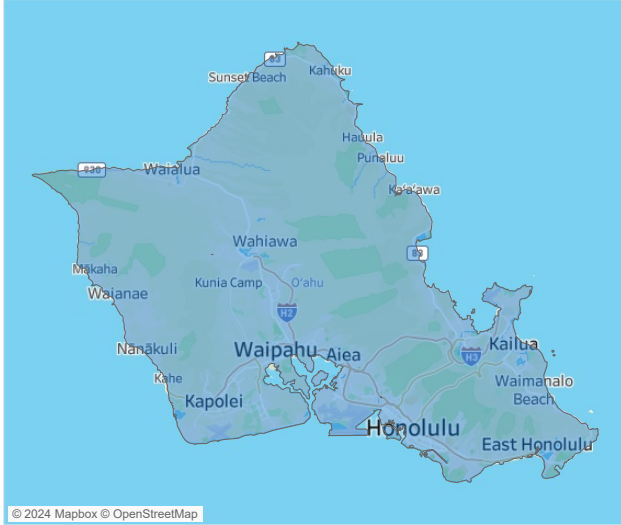 83
Sunset Beach
Kahuku
Hauula
Punaluu
930
Waialua
Ka'a'awa
Wahiawa
83
Mākaha
Kunia Camp
O'ahu
Waianae
H2
Nānākuli
Waipahu
Aiea
H3
Kailua
Kahe
Waimanalo
Beach
Kapolei
Honolulu
East Honolulu
© 2024 Mapbox © OpenStreetMap